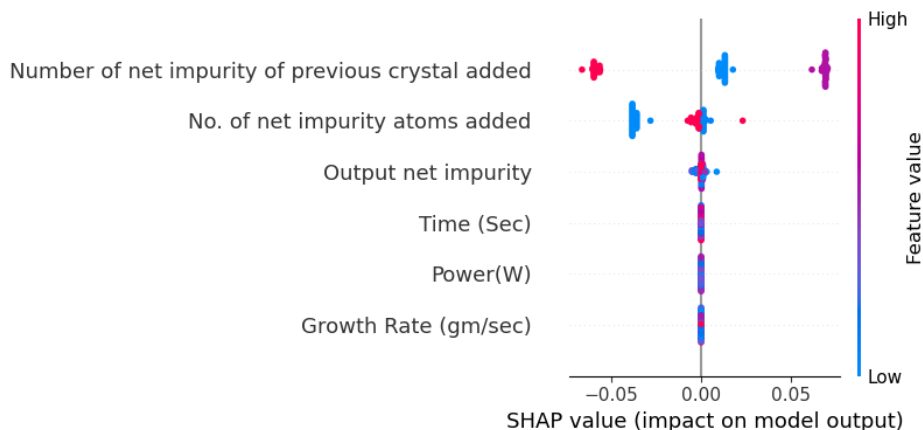 High
Number of net impurity of previous crystal added
No. of net impurity atoms added
Output net impurity
Time (Sec)
Power(W)
Growth Rate (gm/sec)
Feature value
Low
−0.05 0.00 0.05
SHAP value (impact on model output)